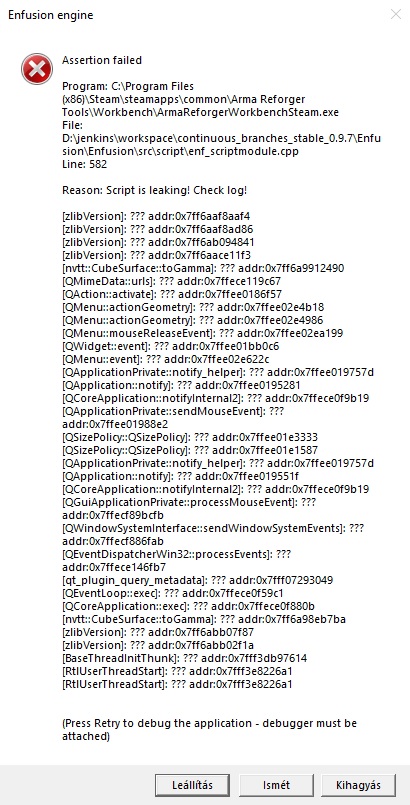 Enfusion engine
Assertion failed
Program: C:\Program Files
(x86)\Steam\steamapps\common\Arma Reforger
Tools\Workbench\ArmaReforgerWorkbenchSteam.exe
File:
D:\jenkins\workspace\continuous_branches_stable_0.9.7\Enfu
sion\Enfusion\src\script\enf_scriptmodule.cpp
Line: 582
Reason: Script is leaking! Check log!
[zlibVersion]: ??? addr:0x7ff6aaf8aaf4
[zlibVersion]: ??? addr:0x7ff6aaf8ad86
[zlibVersion]: ??? addr:0x7ff6ab094841
[zlibVersion]: ??? addr:0x7ff6aace11f3
[nvtt::CubeSurface::toGamma]: ??? addr:0x7ff6a9912490
[QMimeData::urls]: ??? addr:0x7ffece119c67
[QAction::activate]: ??? addr:0x7ffee0186f57
[QMenu::actionGeometry]: ??? addr:0x7ffee02e4b18
[QMenu::actionGeometry]: ??? addr:0x7ffee02e4986
[QMenu::mouseReleaseEvent]: ??? addr:0x7ffee02ea199
[QWidget::event]: ??? addr:0x7ffee01bb0c6
[QMenu::event]: ??? addr:0x7ffee02e622c
[QApplicationPrivate::notify_helper]: ??? addr:0x7ffee019757d
[QApplication::notify]: ??? addr:0x7ffee0195281
[QCoreApplication::notifyInternal2]: ??? addr:0x7ffece0f9b19
[QApplicationPrivate::sendMouseEvent]: ???
addr:0x7ffee01988e2
[QSizePolicy::QSizePolicy]: ??? addr:0x7ffee01e3333
[QSizePolicy::QSizePolicy]: ??? addr:0x7ffee01e1587
[QApplicationPrivate::notify_helper]: ??? addr:0x7ffee019757d
[QApplication::notify]: ??? addr:0x7ffee019551f
[QCoreApplication::notifyInternal2]: ??? addr:0x7ffece0f9b19
[QGuiApplicationPrivate::processMouseEvent]: ???
addr:0x7ffecf89bcfb
[QWindowSystemInterface::sendWindowSystemEvents]: ???
addr:0x7ffecf886fab
[QEventDispatcherWin32::processEvents]: ???
addr:0x7ffece146fb7
[qt_plugin_query_metadata]: ??? addr:0x7fff07293049
[QEventLoop::exec]: ??? addr:0x7ffece0f59c1
[QCoreApplication::exec]: ??? addr:0x7ffece0f880b
[nvtt::CubeSurface::toGamma]: ??? addr:0x7ff6a98eb7ba
[zlibVersion]: ??? addr:0x7ff6abb07f87
[zlibVersion]: ??? addr:0x7ff6abb02f1a
[BaseThreadInitThunk]: ??? addr:0x7fff3db97614
[RtlUserThreadStart]: ??? addr:0x7fff3e8226a1
[RtlUserThreadStart]: ??? addr:0x7fff3e8226a1
(Press Retry to debug the application - debugger must be
attached)
Leállítás
Ismét
Kihagyás